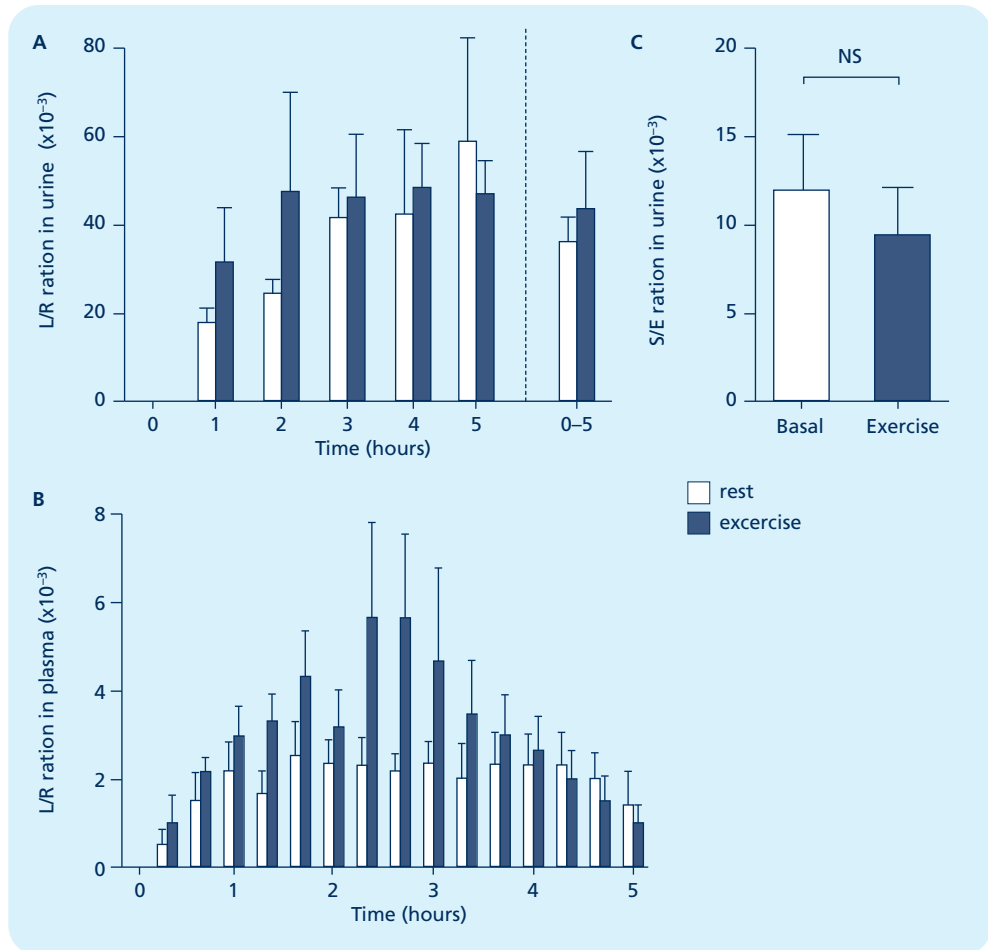 A
80
60
40
20
0
L/R ration in urine (x10⁻³)
0 1 2 3 4 5 0–5
Time (hours)
C
20
15
10
5
0
S/E ration in urine (x10⁻³)
NS
Basal Exercise
rest
excercise
B
8
6
4
2
0
L/R ration in plasma (x10⁻³)
0 1 2 3 4 5
Time (hours)